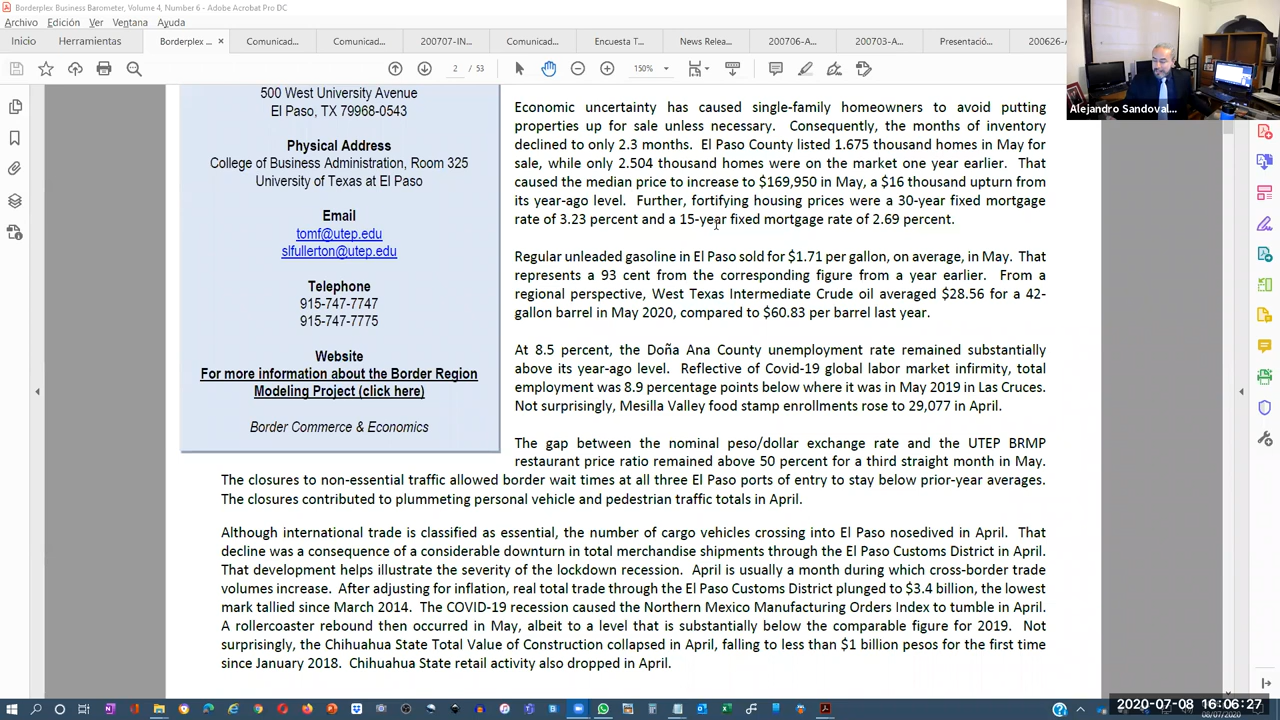 Borderplex Business Barometer, Volume 4, Number 6 - Adobe Acrobat Pro DC
Archivo Edición Ver Ventana Ayuda
Inicio Herramientas Borderplex ... × Comunicad... Comunicad... 200707-IN... Comunicad... Encuesta T... News Relea... 200706-A... 200703-A... Presentació... 200626-
2 / 53 150%
Alejandro Sandoval...
500 West University Avenue
El Paso, TX 79968-0543
Physical Address
College of Business Administration, Room 325
University of Texas at El Paso
Email
tomf@utep.edu
slfullerton@utep.edu
Telephone
915-747-7747
915-747-7775
Website
For more information about the Border Region
Modeling Project (click here)
Border Commerce & Economics
Economic uncertainty has caused single-family homeowners to avoid putting
properties up for sale unless necessary. Consequently, the months of inventory
declined to only 2.3 months. El Paso County listed 1.675 thousand homes in May for
sale, while only 2.504 thousand homes were on the market one year earlier. That
caused the median price to increase to $169,950 in May, a $16 thousand upturn from
its year-ago level. Further, fortifying housing prices were a 30-year fixed mortgage
rate of 3.23 percent and a 15-year fixed mortgage rate of 2.69 percent.
Regular unleaded gasoline in El Paso sold for $1.71 per gallon, on average, in May. That
represents a 93 cent from the corresponding figure from a year earlier. From a
regional perspective, West Texas Intermediate Crude oil averaged $28.56 for a 42-
gallon barrel in May 2020, compared to $60.83 per barrel last year.
At 8.5 percent, the Doña Ana County unemployment rate remained substantially
above its year-ago level. Reflective of Covid-19 global labor market infirmity, total
employment was 8.9 percentage points below where it was in May 2019 in Las Cruces.
Not surprisingly, Mesilla Valley food stamp enrollments rose to 29,077 in April.
The gap between the nominal peso/dollar exchange rate and the UTEP BRMP
restaurant price ratio remained above 50 percent for a third straight month in May.
The closures to non-essential traffic allowed border wait times at all three El Paso ports of entry to stay below prior-year averages.
The closures contributed to plummeting personal vehicle and pedestrian traffic totals in April.
Although international trade is classified as essential, the number of cargo vehicles crossing into El Paso nosedived in April. That
decline was a consequence of a considerable downturn in total merchandise shipments through the El Paso Customs District in April.
That development helps illustrate the severity of the lockdown recession. April is usually a month during which cross-border trade
volumes increase. After adjusting for inflation, real total trade through the El Paso Customs District plunged to $3.4 billion, the lowest
mark tallied since March 2014. The COVID-19 recession caused the Northern Mexico Manufacturing Orders Index to tumble in April.
A rollercoaster rebound then occurred in May, albeit to a level that is substantially below the comparable figure for 2019. Not
surprisingly, the Chihuahua State Total Value of Construction collapsed in April, falling to less than $1 billion pesos for the first time
since January 2018. Chihuahua State retail activity also dropped in April.
2020-07-08 16:06:27